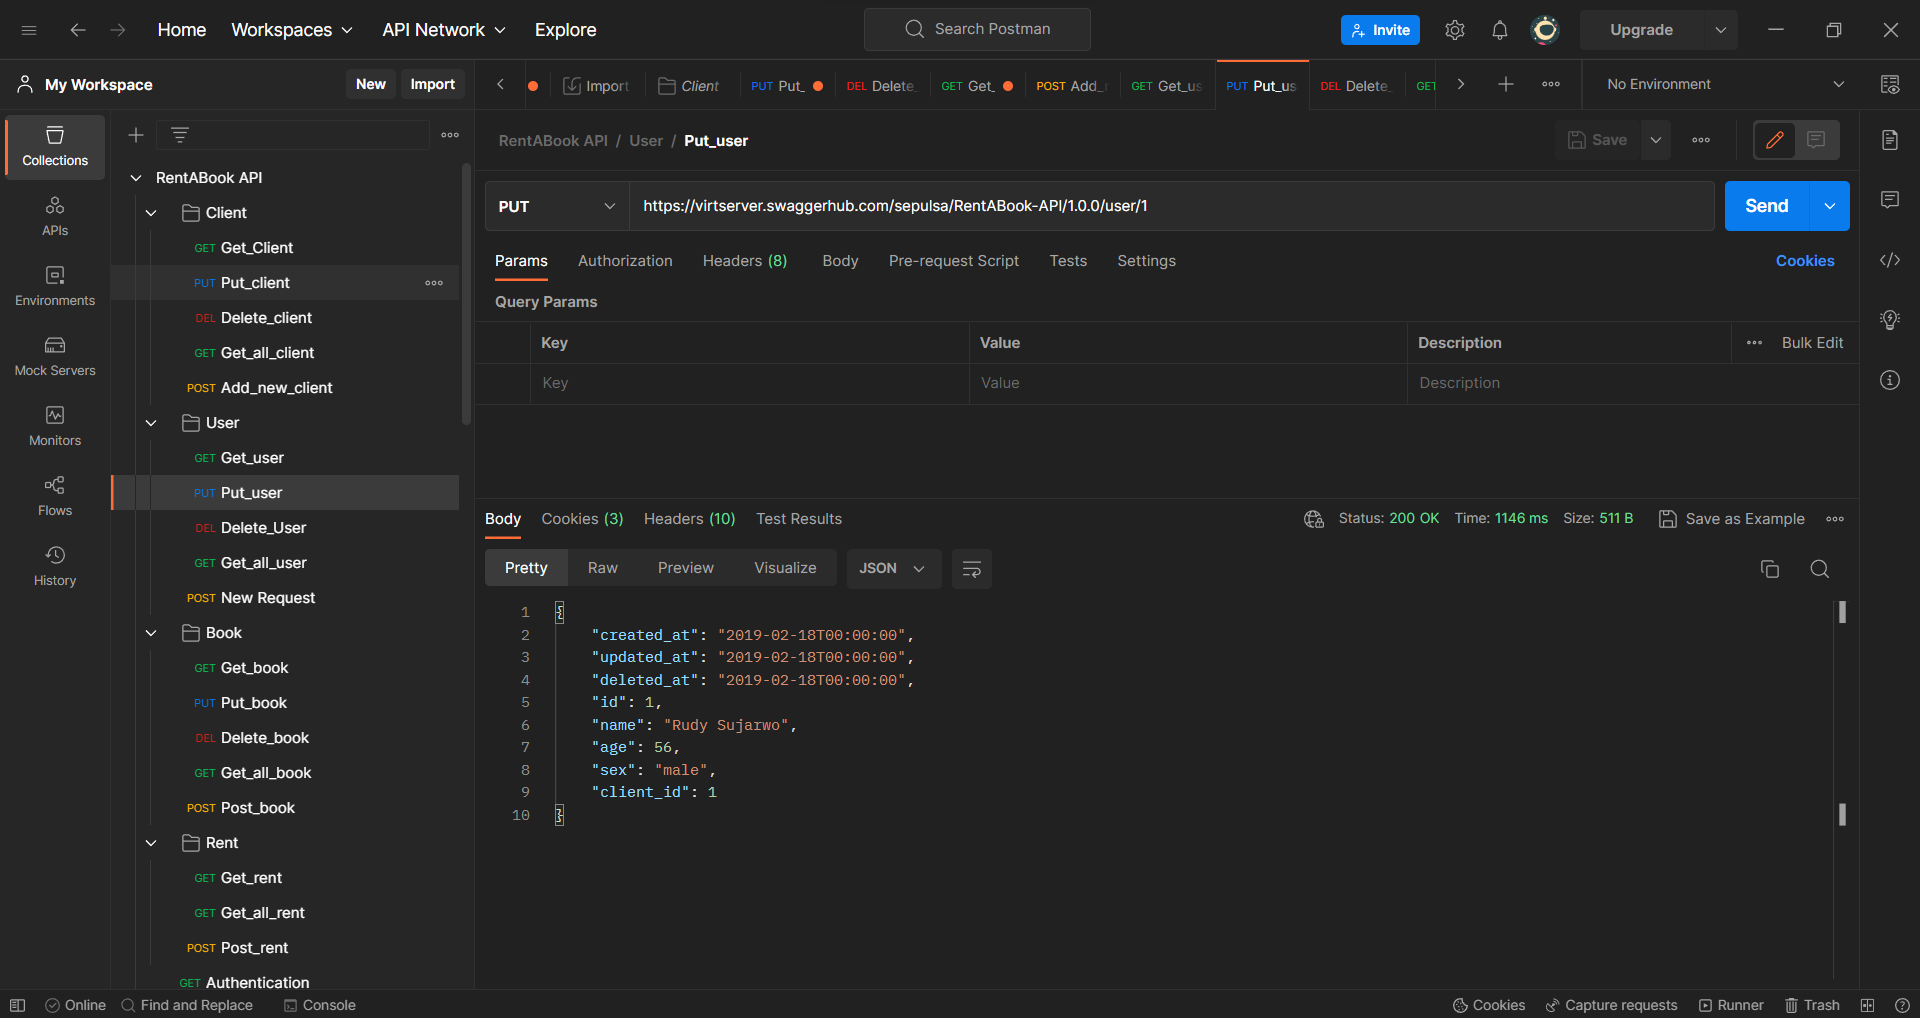 Home Workspaces API Network Explore Search Postman Invite Upgrade
My Workspace New Import
Import Client PUT Put_ DEL Delete_ GET Get_ POST Add_ GET Get_us PUT Put_us DEL Delete_ GET No Environment
Collections
APIs
Environments
Mock Servers
Monitors
Flows
History
RentABook API
Client
GET Get_Client
PUT Put_client
DEL Delete_client
GET Get_all_client
POST Add_new_client
User
GET Get_user
PUT Put_user
DEL Delete_User
GET Get_all_user
POST New Request
Book
GET Get_book
PUT Put_book
DEL Delete_book
GET Get_all_book
POST Post_book
Rent
GET Get_rent
GET Get_all_rent
POST Post_rent
GET Authentication
RentABook API / User / Put_user Save
PUT https://virtserver.swaggerhub.com/sepulsa/RentABook-API/1.0.0/user/1 Send
Params Authorization Headers (8) Body Pre-request Script Tests Settings Cookies
Query Params
Key Value Description Bulk Edit
Key Value Description
Body Cookies (3) Headers (10) Test Results Status: 200 OK Time: 1146 ms Size: 511 B Save as Example
Pretty Raw Preview Visualize JSON
1 {
2 "created_at": "2019-02-18T00:00:00",
3 "updated_at": "2019-02-18T00:00:00",
4 "deleted_at": "2019-02-18T00:00:00",
5 "id": 1,
6 "name": "Rudy Sujarwo",
7 "age": 56,
8 "sex": "male",
9 "client_id": 1
10 }
Online Find and Replace Console Cookies Capture requests Runner Trash